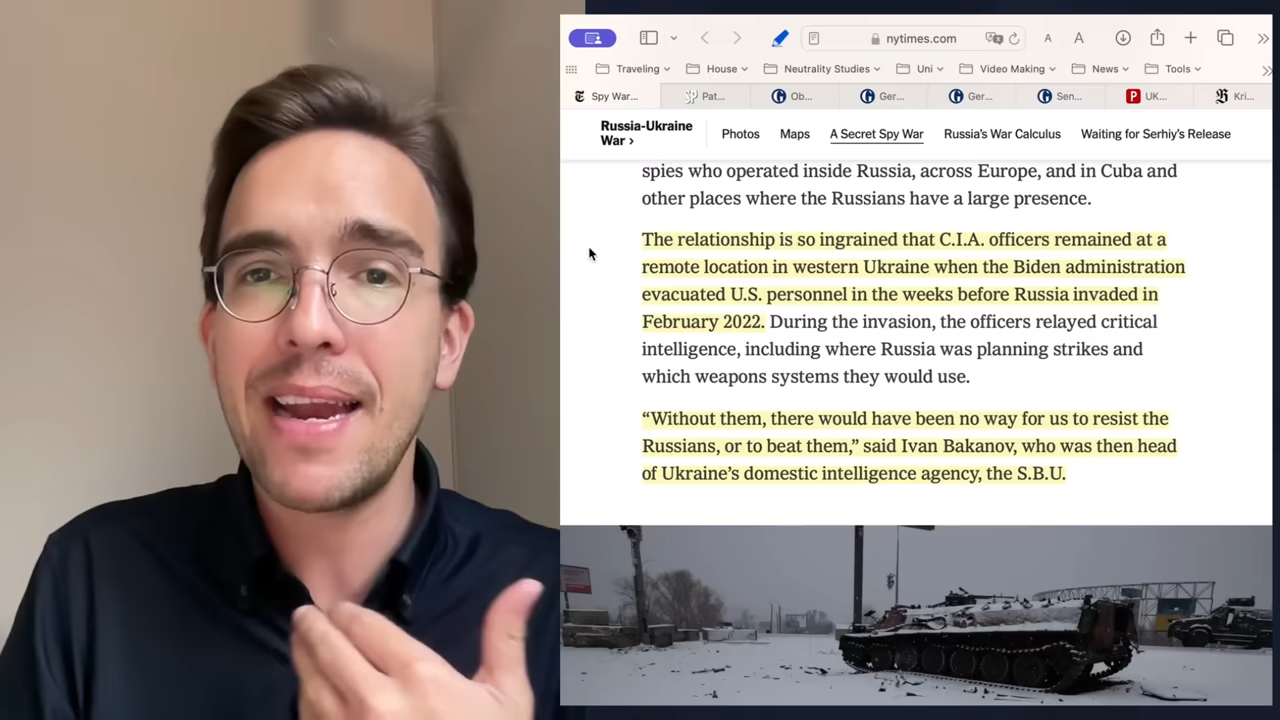 nytimes.com
A A
Traveling House Neutrality Studies Uni Video Making News Tools
Spy War... Pat... Ob... Ger... Ger... Sen... UK... Kri...
Russia-Ukraine
War ›
Photos Maps A Secret Spy War Russia’s War Calculus Waiting for Serhiy’s Release
spies who operated inside Russia, across Europe, and in Cuba and
other places where the Russians have a large presence.
The relationship is so ingrained that C.I.A. officers remained at a
remote location in western Ukraine when the Biden administration
evacuated U.S. personnel in the weeks before Russia invaded in
February 2022. During the invasion, the officers relayed critical
intelligence, including where Russia was planning strikes and
which weapons systems they would use.
“Without them, there would have been no way for us to resist the
Russians, or to beat them,” said Ivan Bakanov, who was then head
of Ukraine’s domestic intelligence agency, the S.B.U.